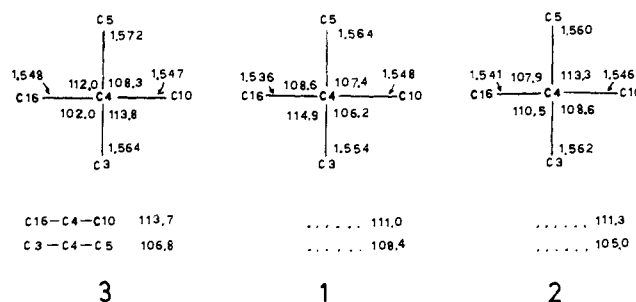 C5 C5 C5
1,572 1,564 1,560
1,548 112,0 108,3 1,547 1,536 108,6 107,4 1,548 1,541 107,9 113,3 1,546
C16 C4 C10 C16 C4 C10 C16 C4 C10
102,0 113,8 114,9 106,2 110,5 108,6
1,564 1,554 1,562
C3 C3 C3
C16—C4—C10 113,7 ...... 111,0 ...... 111,3
C3—C4—C5 106,8 ...... 108,4 ...... 105,0
3 1 2